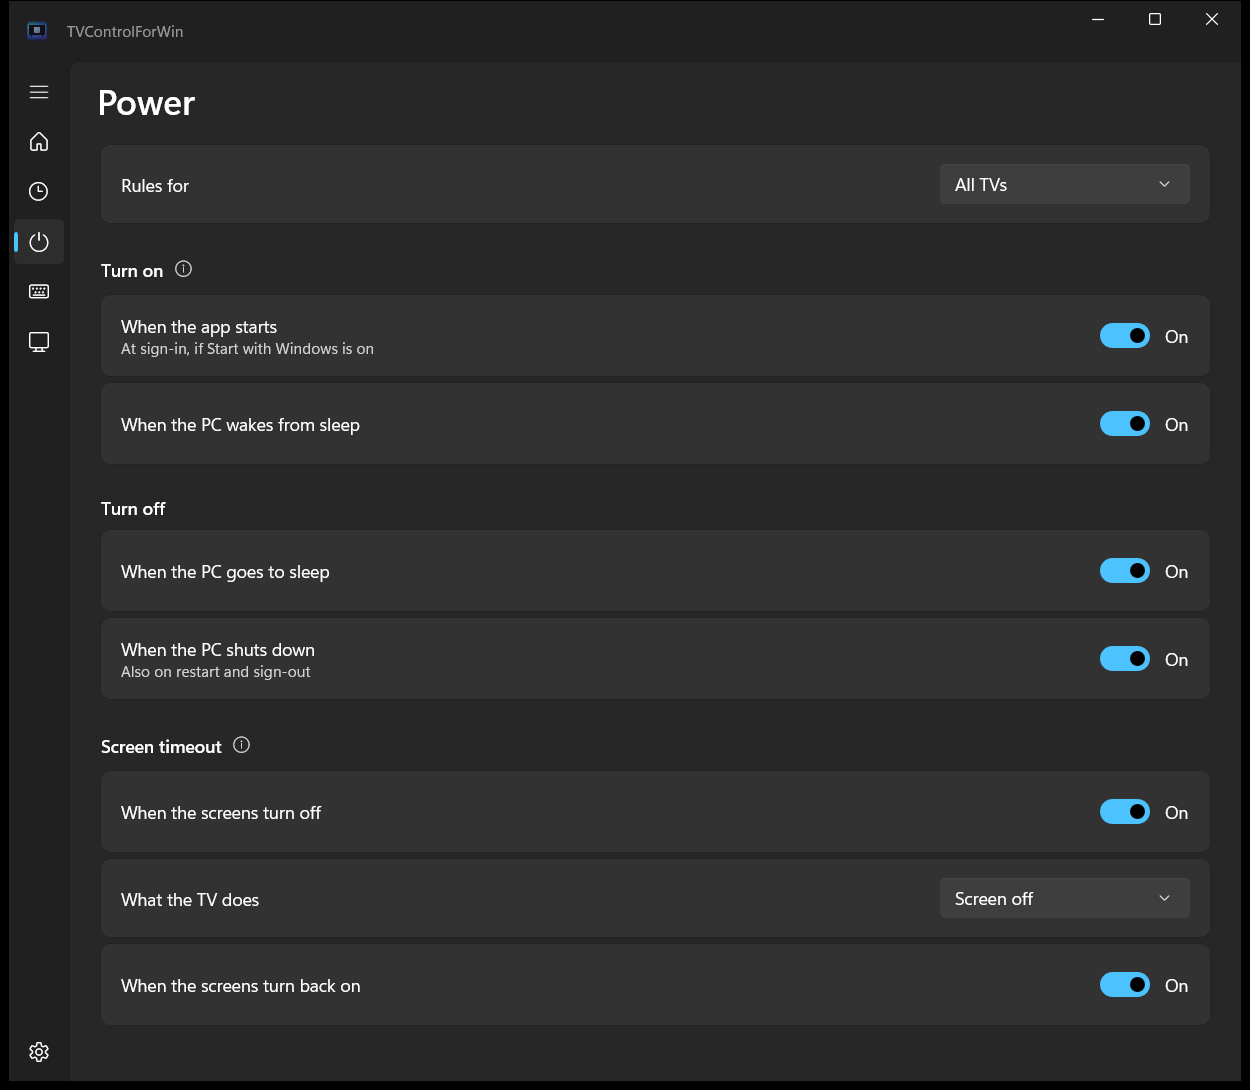 TVControlForWin
Power
Rules for
All TVs
Turn on
When the app starts
At sign-in, if Start with Windows is on
On
When the PC wakes from sleep
On
Turn off
When the PC goes to sleep
On
When the PC shuts down
Also on restart and sign-out
On
Screen timeout
When the screens turn off
On
What the TV does
Screen off
When the screens turn back on
On